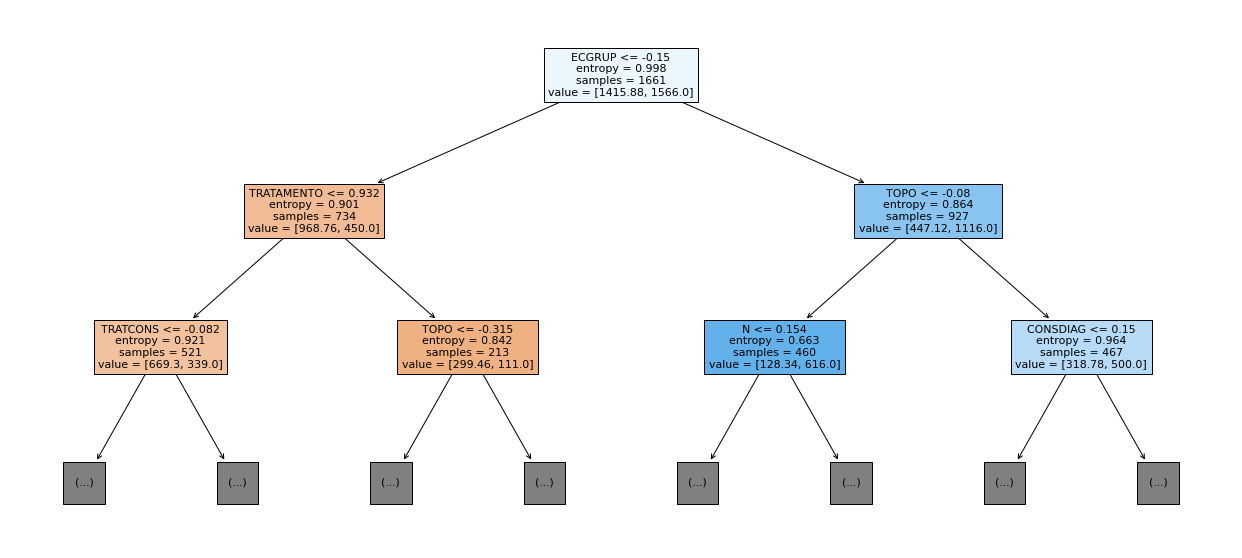 ECGRUP <= -0.15
entropy = 0.998
samples = 1661
value = [1415.88, 1566.0]
TRATAMENTO <= 0.932
entropy = 0.901
samples = 734
value = [968.76, 450.0]
TOPO <= -0.08
entropy = 0.864
samples = 927
value = [447.12, 1116.0]
TRATCONS <= -0.082
entropy = 0.921
samples = 521
value = [669.3, 339.0]
TOPO <= -0.315
entropy = 0.842
samples = 213
value = [299.46, 111.0]
N <= 0.154
entropy = 0.663
samples = 460
value = [128.34, 616.0]
CONSDIAG <= 0.15
entropy = 0.964
samples = 467
value = [318.78, 500.0]
(...)
(...)
(...)
(...)
(...)
(...)
(...)
(...)